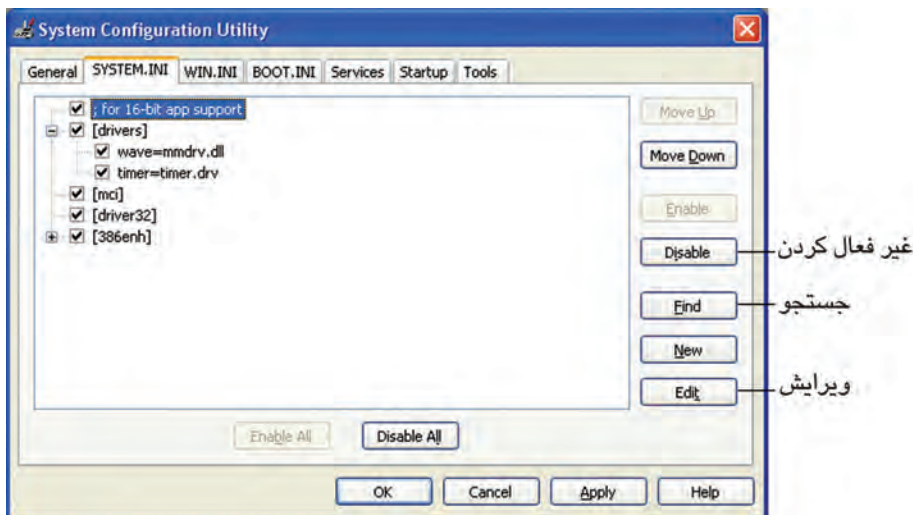 System Configuration Utility
General SYSTEM.INI WIN.INI BOOT.INI Services Startup Tools
; for 16-bit app support
[drivers]
wave=mmdrv.dll
timer=timer.drv
[mci]
[driver32]
[386enh]
Move Up
Move Down
Enable
Disable
غیر فعال کردن
Find
جستجو
New
Edit
ویرایش
Enable All
Disable All
OK
Cancel
Apply
Help